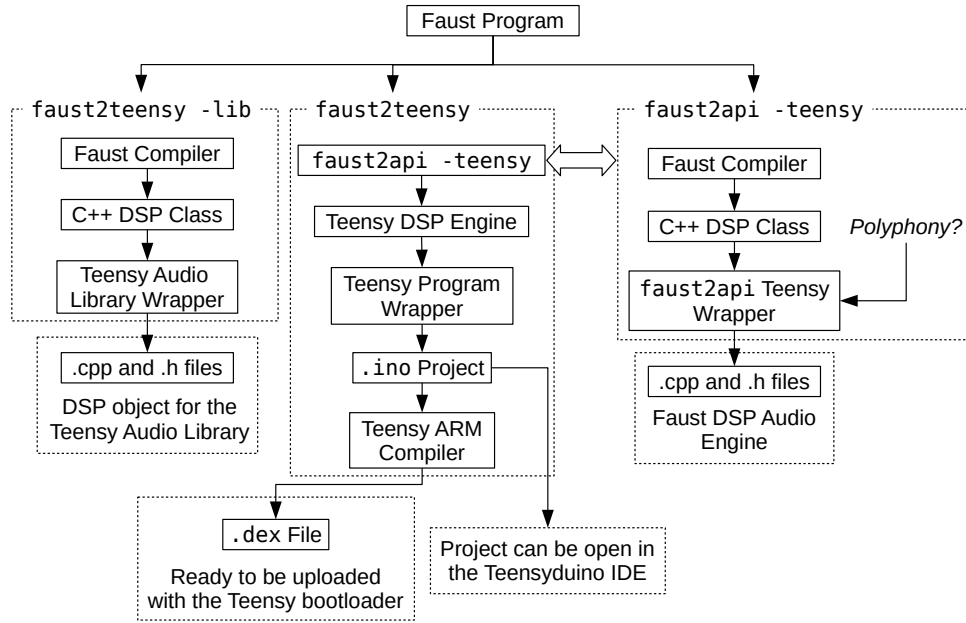 Faust Program
faust2teensy -lib
Faust Compiler
C++ DSP Class
Teensy Audio
Library Wrapper
.cpp and .h files
DSP object for the
Teensy Audio Library
faust2teensy
faust2api -teensy
Teensy DSP Engine
Teensy Program
Wrapper
.ino Project
Teensy ARM
Compiler
.dex File
Ready to be uploaded
with the Teensy bootloader
Project can be open in
the Teensyduino IDE
faust2api -teensy
Faust Compiler
C++ DSP Class
Polyphony?
faust2api Teensy
Wrapper
.cpp and .h files
Faust DSP Audio
Engine